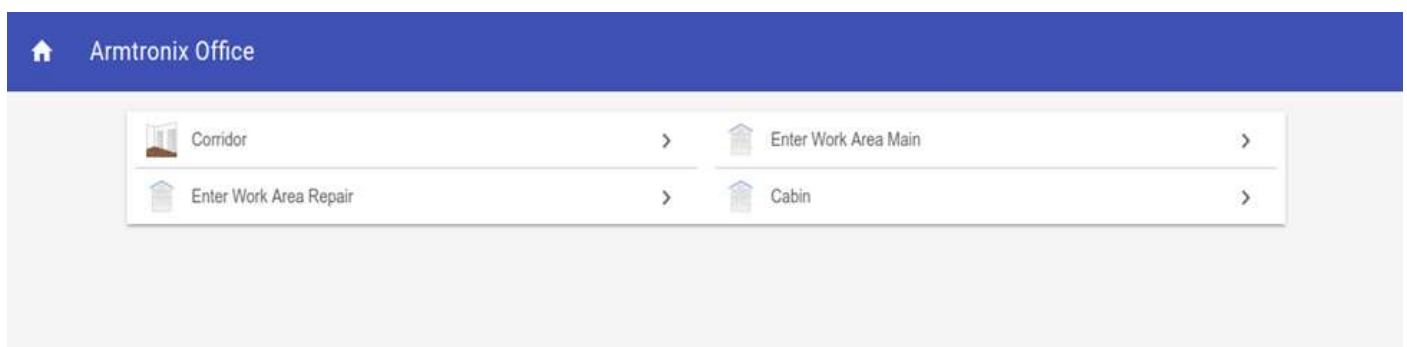 Armtronix Office
Corridor
Enter Work Area Main
Enter Work Area Repair
Cabin